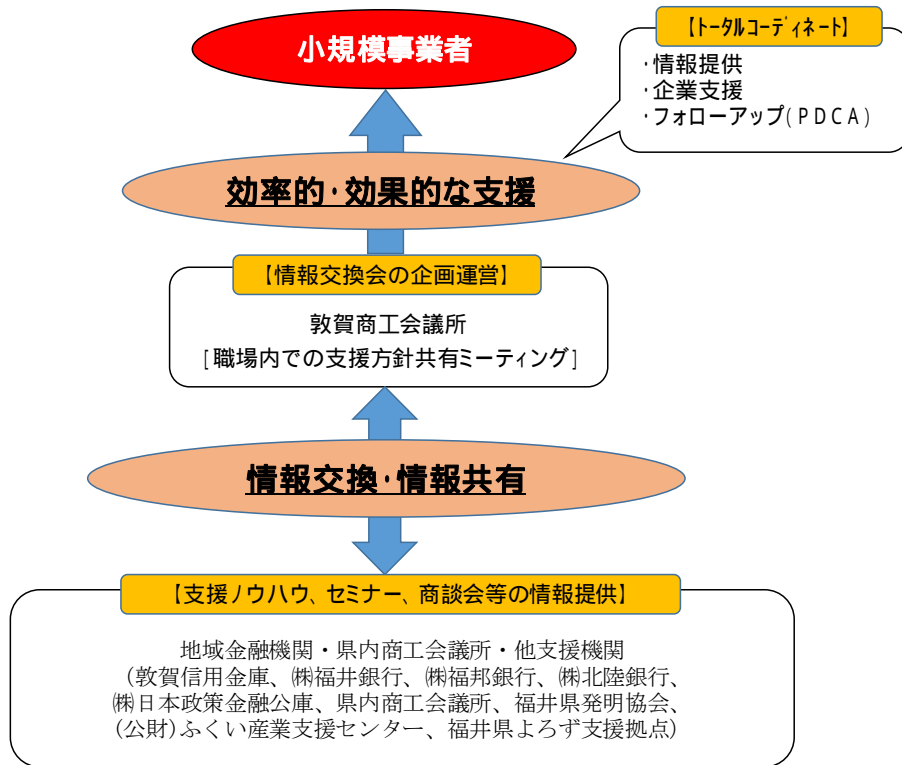 小規模事業者
【トータルコーディネート】
・情報提供
・企業支援
・フォローアップ(PDCA)
効率的・効果的な支援
【情報交換会の企画運営】
敦賀商工会議所
[職場内での支援方針共有ミーティング]
情報交換・情報共有
【支援ノウハウ、セミナー、商談会等の情報提供】
地域金融機関・県内商工会議所・他支援機関
(敦賀信用金庫、㈱福井銀行、㈱福邦銀行、㈱北陸銀行、
㈱日本政策金融公庫、県内商工会議所、福井県発明協会、
(公財)ふくい産業支援センター、福井県よろず支援拠点)